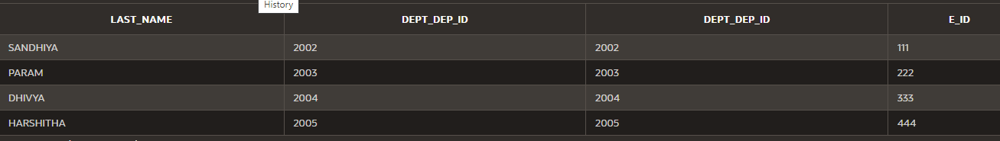 History
LAST_NAME DEPT_DEP_ID DEPT_DEP_ID E_ID
SANDHIYA 2002 2002 111
PARAM 2003 2003 222
DHIVYA 2004 2004 333
HARSHITHA 2005 2005 444